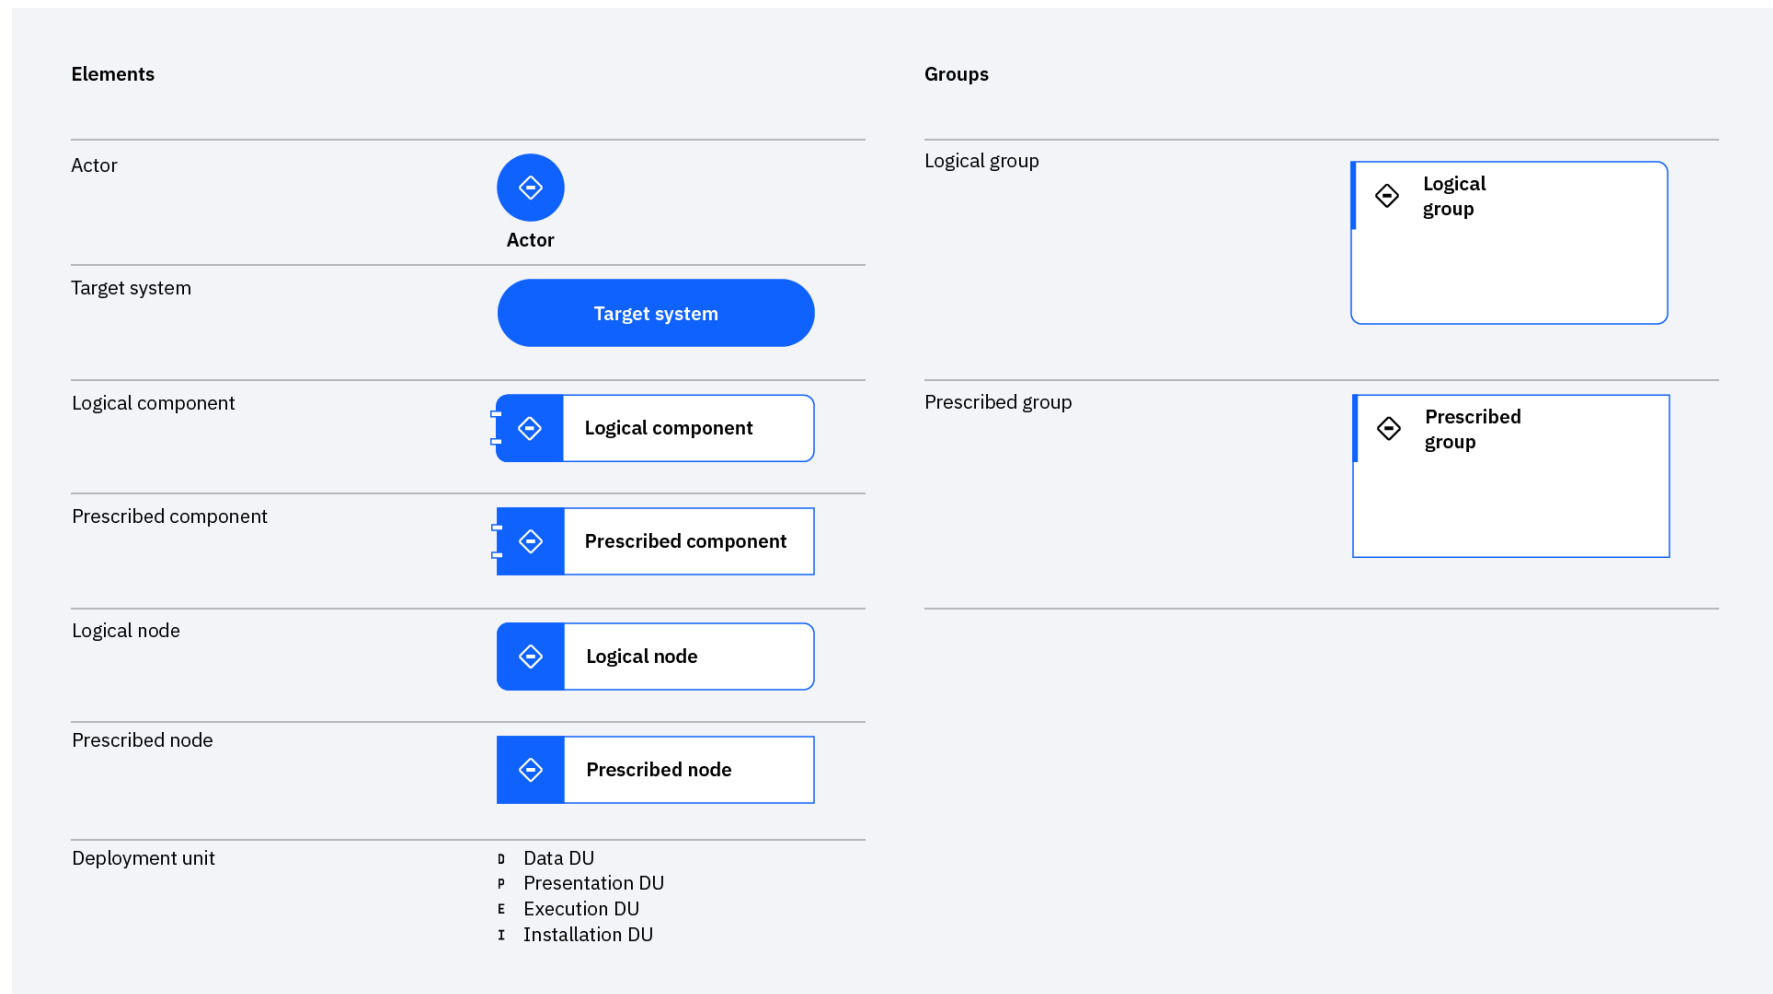 Elements
Actor
Actor
Target system
Target system
Logical component
Logical component
Prescribed component
Prescribed component
Logical node
Logical node
Prescribed node
Prescribed node
Deployment unit
D Data DU
P Presentation DU
E Execution DU
I Installation DU
Groups
Logical group
Logical
group
Prescribed group
Prescribed
group